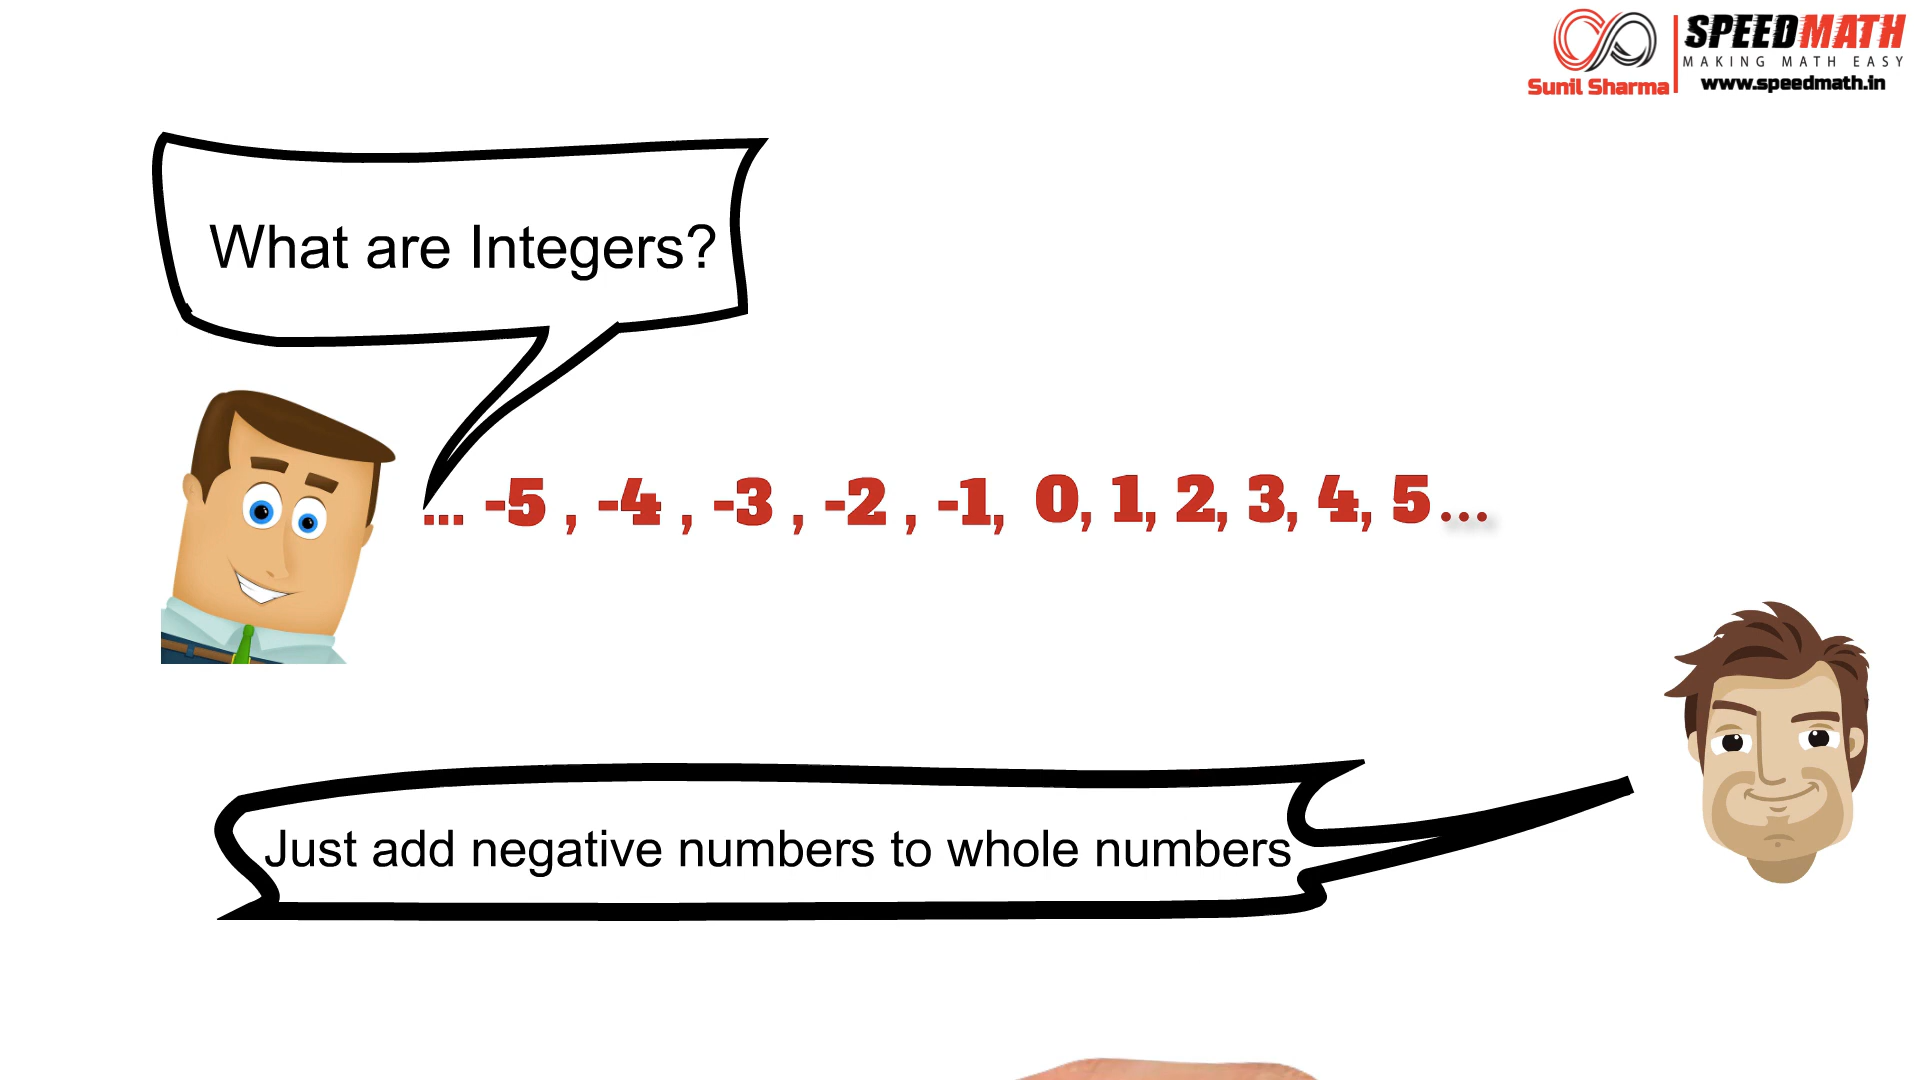 Sunil Sharma
SPEEDMATH
MAKING MATH EASY
www.speedmath.in
What are Integers?
... -5 , -4 , -3 , -2 , -1, 0, 1, 2, 3, 4, 5...
Just add negative numbers to whole numbers